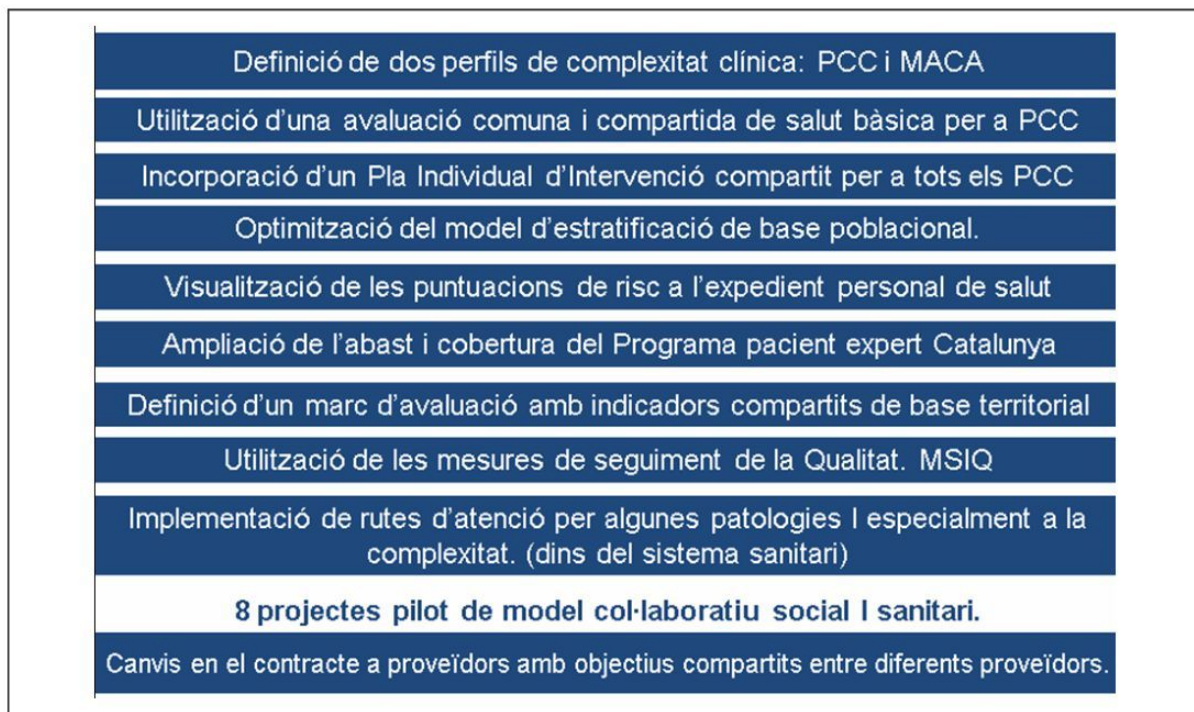 Definició de dos perfils de complexitat clínica: PCC i MACA
Utilització d'una avaluació comuna i compartida de salut bàsica per a PCC
Incorporació d'un Pla Individual d'Intervenció compartit per a tots els PCC
Optimització del model d'estratificació de base poblacional.
Visualització de les puntuacions de risc a l'expedient personal de salut
Ampliació de l'abast i cobertura del Programa pacient expert Catalunya
Definició d'un marc d'avaluació amb indicadors compartits de base territorial
Utilització de les mesures de seguiment de la Qualitat. MSIQ
Implementació de rutes d'atenció per algunes patologies I especialment a la
complexitat. (dins del sistema sanitari)
8 projectes pilot de model col·laboratiu social I sanitari.
Canvis en el contracte a proveïdors amb objectius compartits entre diferents proveïdors.